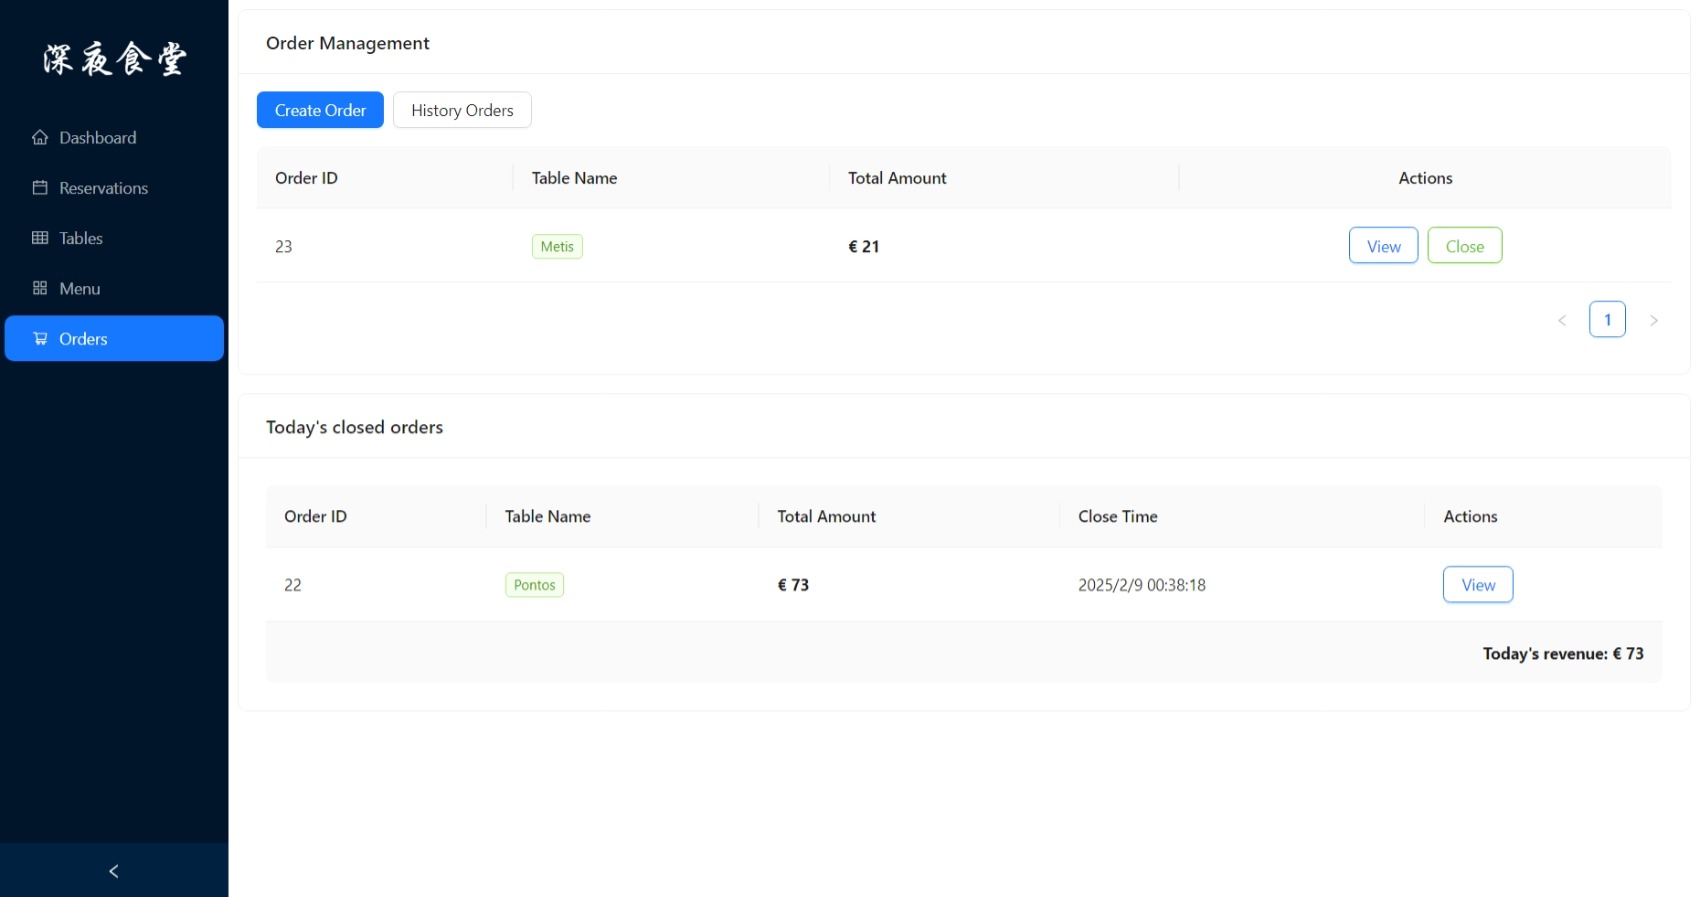 深夜食堂
Dashboard
Reservations
Tables
Menu
Orders
Order Management
Create Order History Orders
Order ID Table Name Total Amount Actions
23 Metis € 21 View Close
1
Today's closed orders
Order ID Table Name Total Amount Close Time Actions
22 Pontos € 73 2025/2/9 00:38:18 View
Today's revenue: € 73